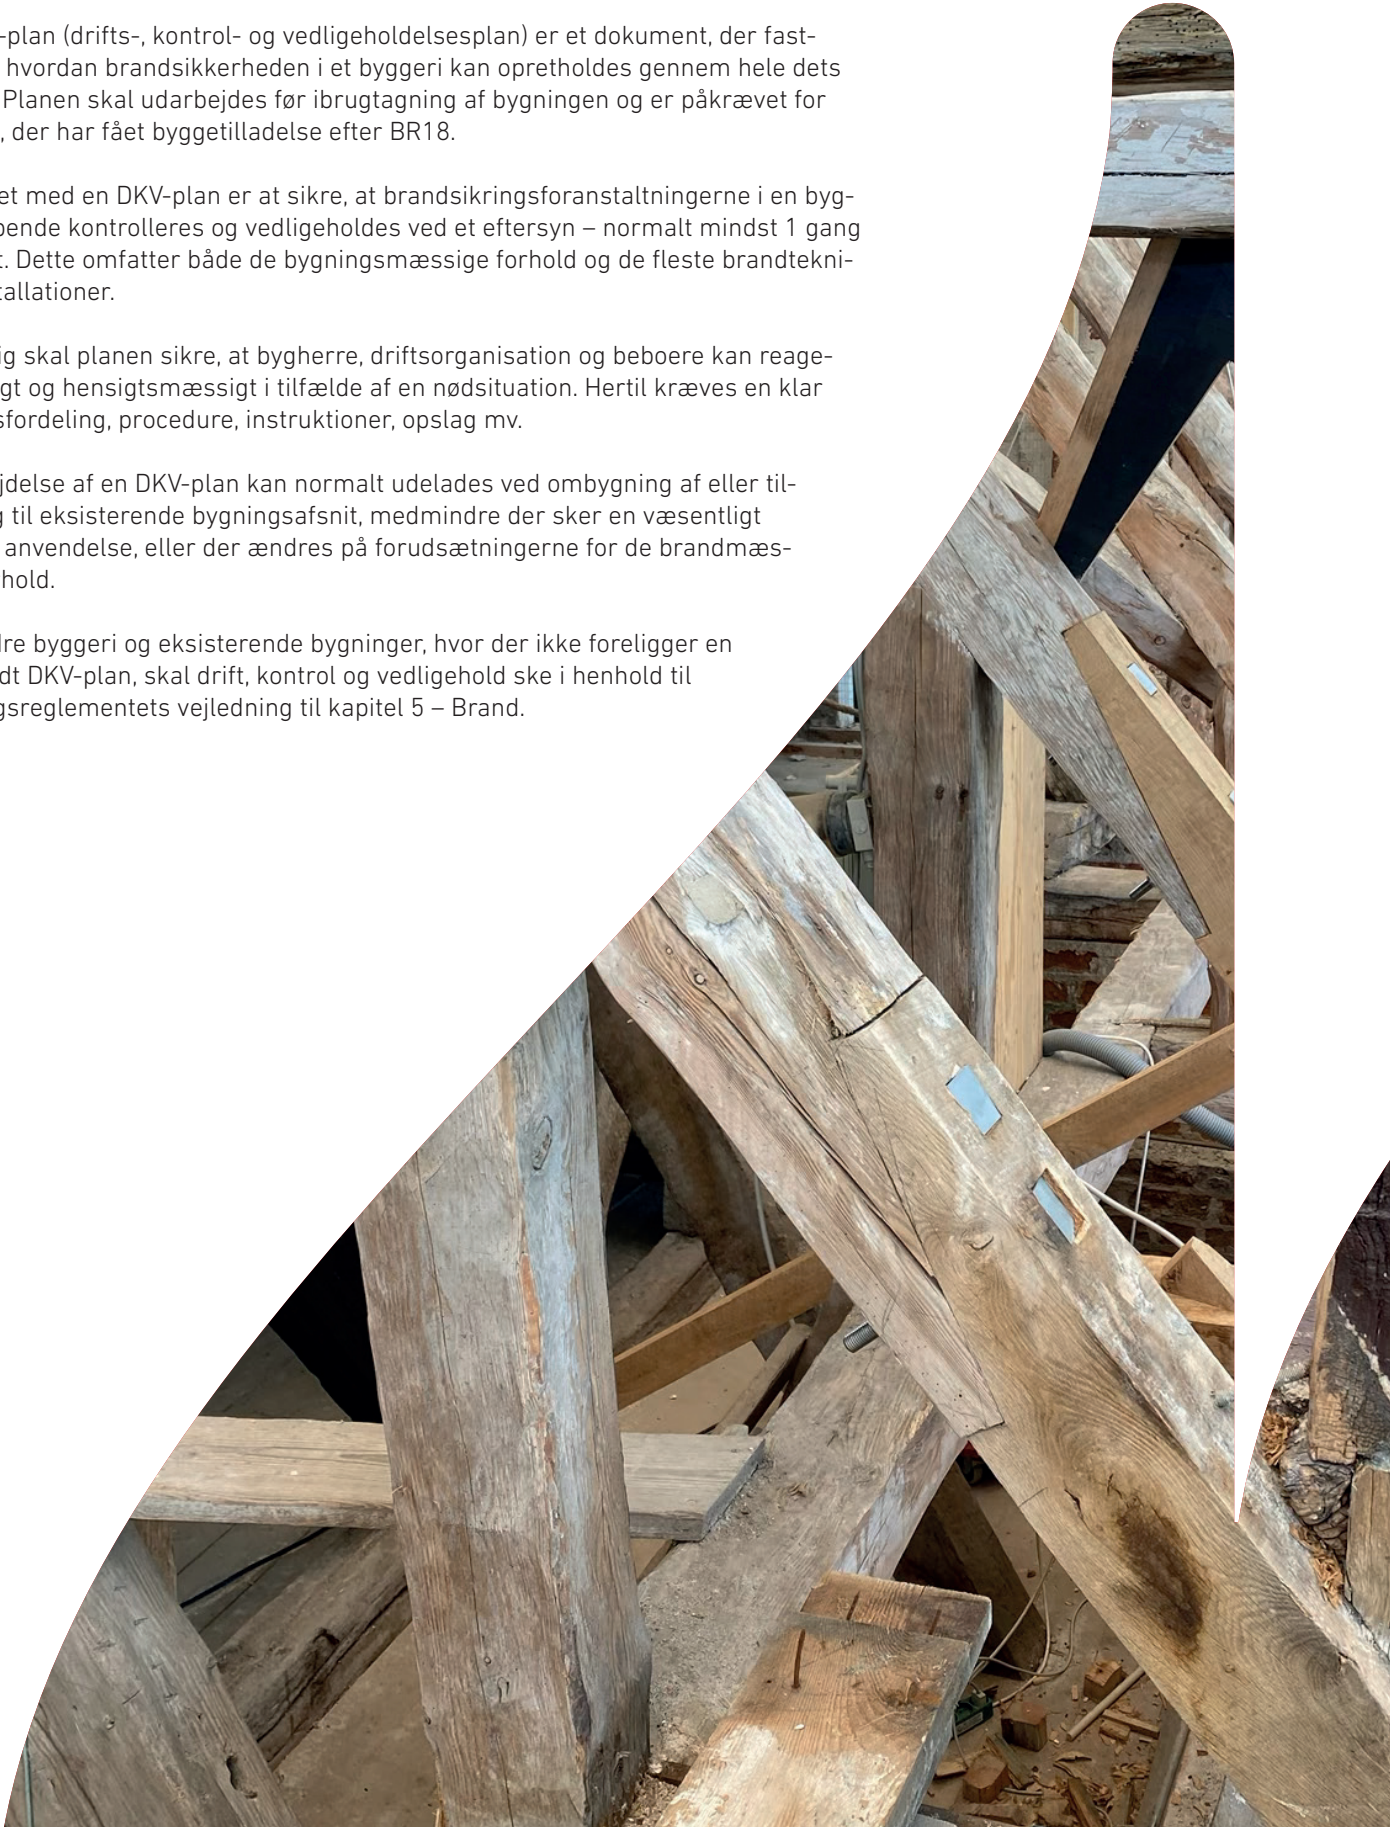 -plan (drifts-, kontrol- og vedligeholdelsesplan) er et dokument, der fast-
hvordan brandsikkerheden i et byggeri kan opretholdes gennem hele dets
Planen skal udarbejdes før ibrugtagning af bygningen og er påkrævet for
, der har fået byggetilladelse efter BR18.
et med en DKV-plan er at sikre, at brandsikringsforanstaltningerne i en byg-
bende kontrolleres og vedligeholdes ved et eftersyn – normalt mindst 1 gang
t. Dette omfatter både de bygningsmæssige forhold og de fleste brandtekni-
tallationer.
ig skal planen sikre, at bygherre, driftsorganisation og beboere kan reage-
gt og hensigtsmæssigt i tilfælde af en nødsituation. Hertil kræves en klar
sfordeling, procedure, instruktioner, opslag mv.
jdelse af en DKV-plan kan normalt udelades ved ombygning af eller til-
g til eksisterende bygningsafsnit, medmindre der sker en væsentligt
anvendelse, eller der ændres på forudsætningerne for de brandmæs-
hold.
dre byggeri og eksisterende bygninger, hvor der ikke foreligger en
dt DKV-plan, skal drift, kontrol og vedligehold ske i henhold til
gsreglementets vejledning til kapitel 5 – Brand.